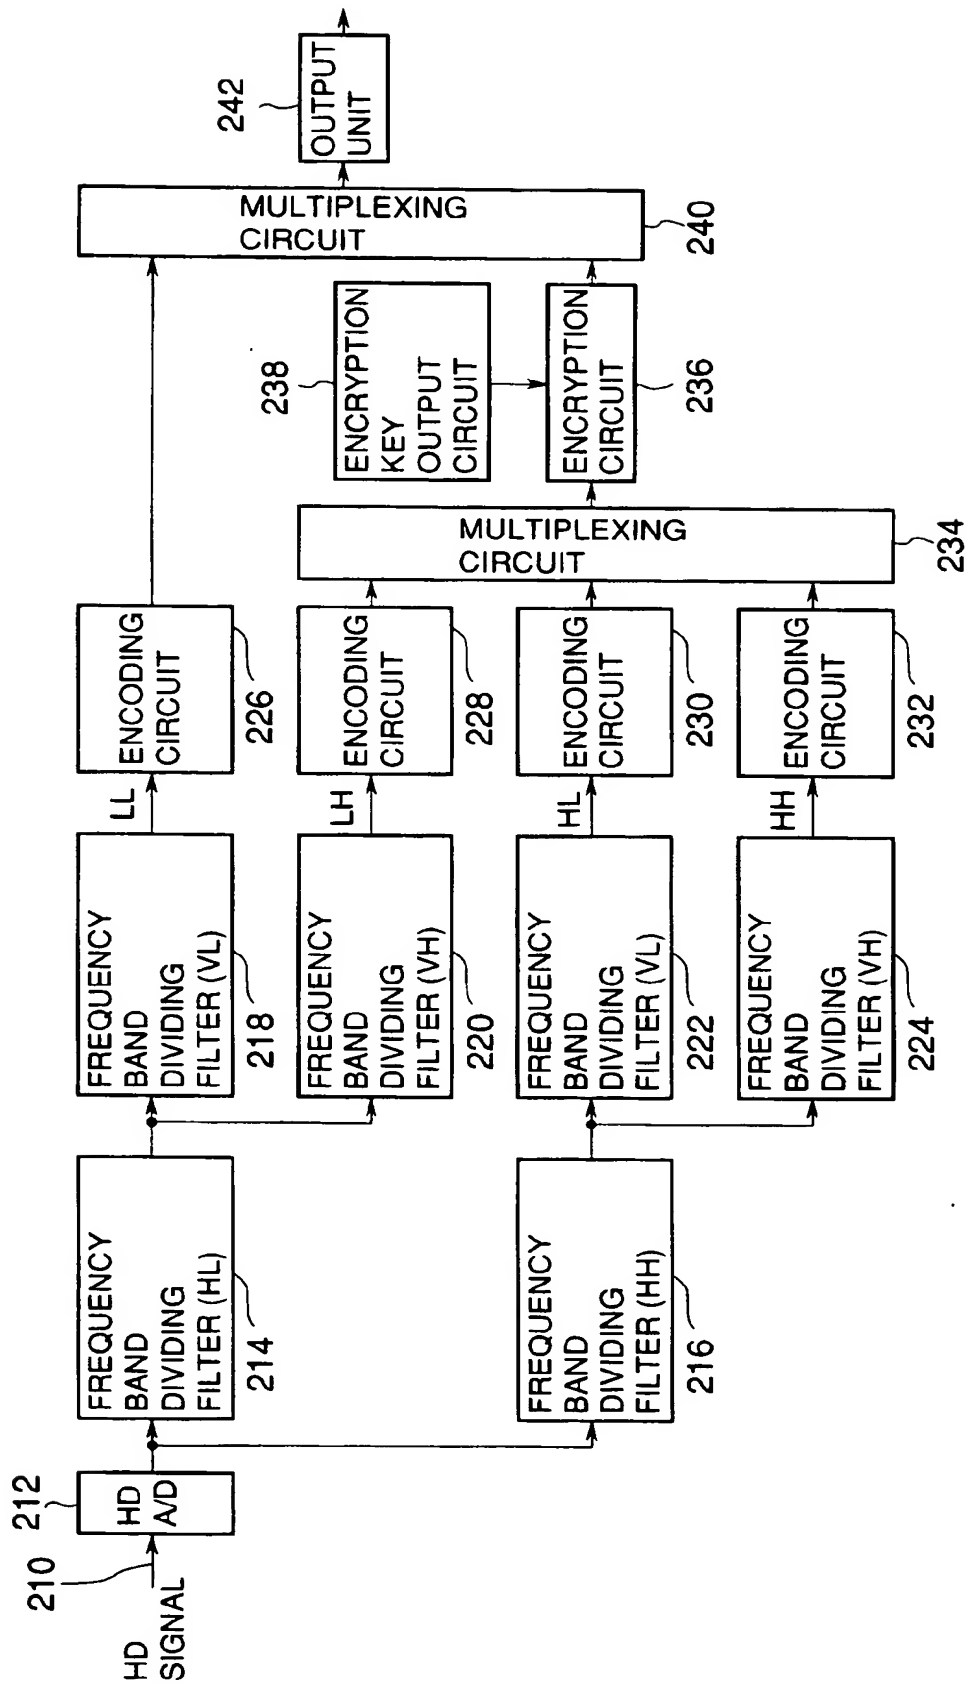 HD
SIGNAL
210
212
HD
A/D
FREQUENCY
BAND
DIVIDING
FILTER (HL)
214
FREQUENCY
BAND
DIVIDING
FILTER (HH)
216
FREQUENCY
BAND
DIVIDING
FILTER (VL)
218
FREQUENCY
BAND
DIVIDING
FILTER (VH)
220
FREQUENCY
BAND
DIVIDING
FILTER (VL)
222
FREQUENCY
BAND
DIVIDING
FILTER (VH)
224
LL
LH
HL
HH
ENCODING
CIRCUIT
226
ENCODING
CIRCUIT
228
ENCODING
CIRCUIT
230
ENCODING
CIRCUIT
232
MULTIPLEXING
CIRCUIT
234
238
ENCRYPTION
KEY
OUTPUT
CIRCUIT
ENCRYPTION
CIRCUIT
236
MULTIPLEXING
CIRCUIT
240
242
OUTPUT
UNIT